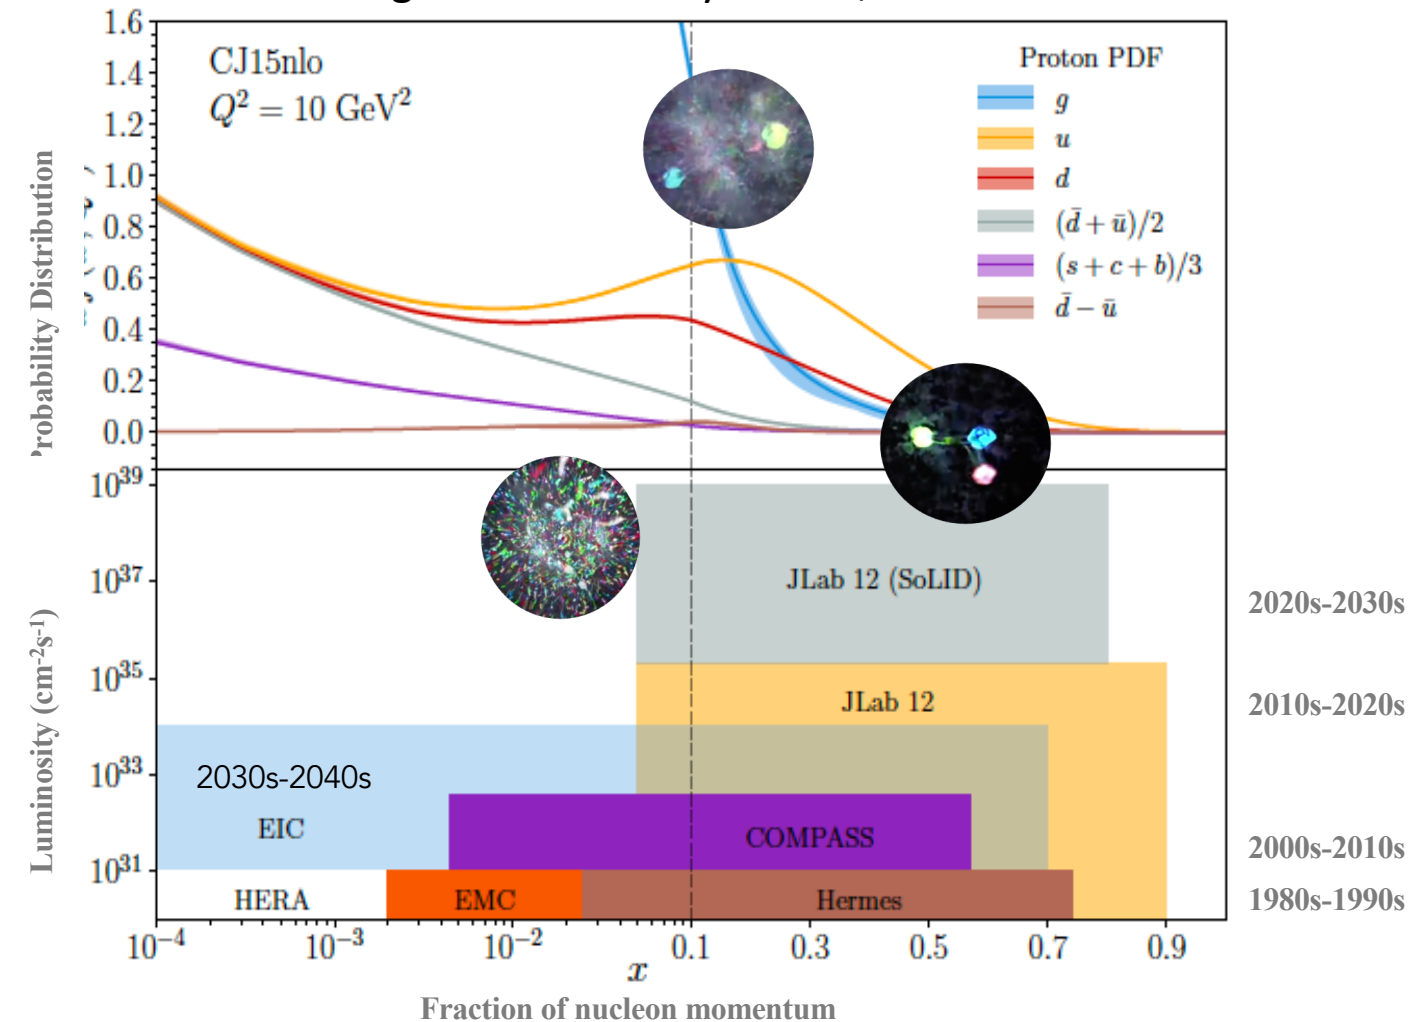 1.6
1.4
1.2
1.0
0.8
0.6
0.4
0.2
0.0
CJ15nlo
Q² = 10 GeV²
Proton PDF
g
u
d
(d̄ + ū)/2
(s + c + b)/3
d̄ − ū
Distribution
10³⁹
10³⁷
10³⁵
10³³
10³¹
Luminosity (cm⁻²s⁻¹)
JLab 12 (SoLID)
JLab 12
2030s-2040s
EIC
COMPASS
HERA
EMC
Hermes
2020s-2030s
2010s-2020s
2000s-2010s
1980s-1990s
10⁻⁴ 10⁻³ 10⁻² 0.1 0.3 0.5 0.7 0.9
x
Fraction of nucleon momentum